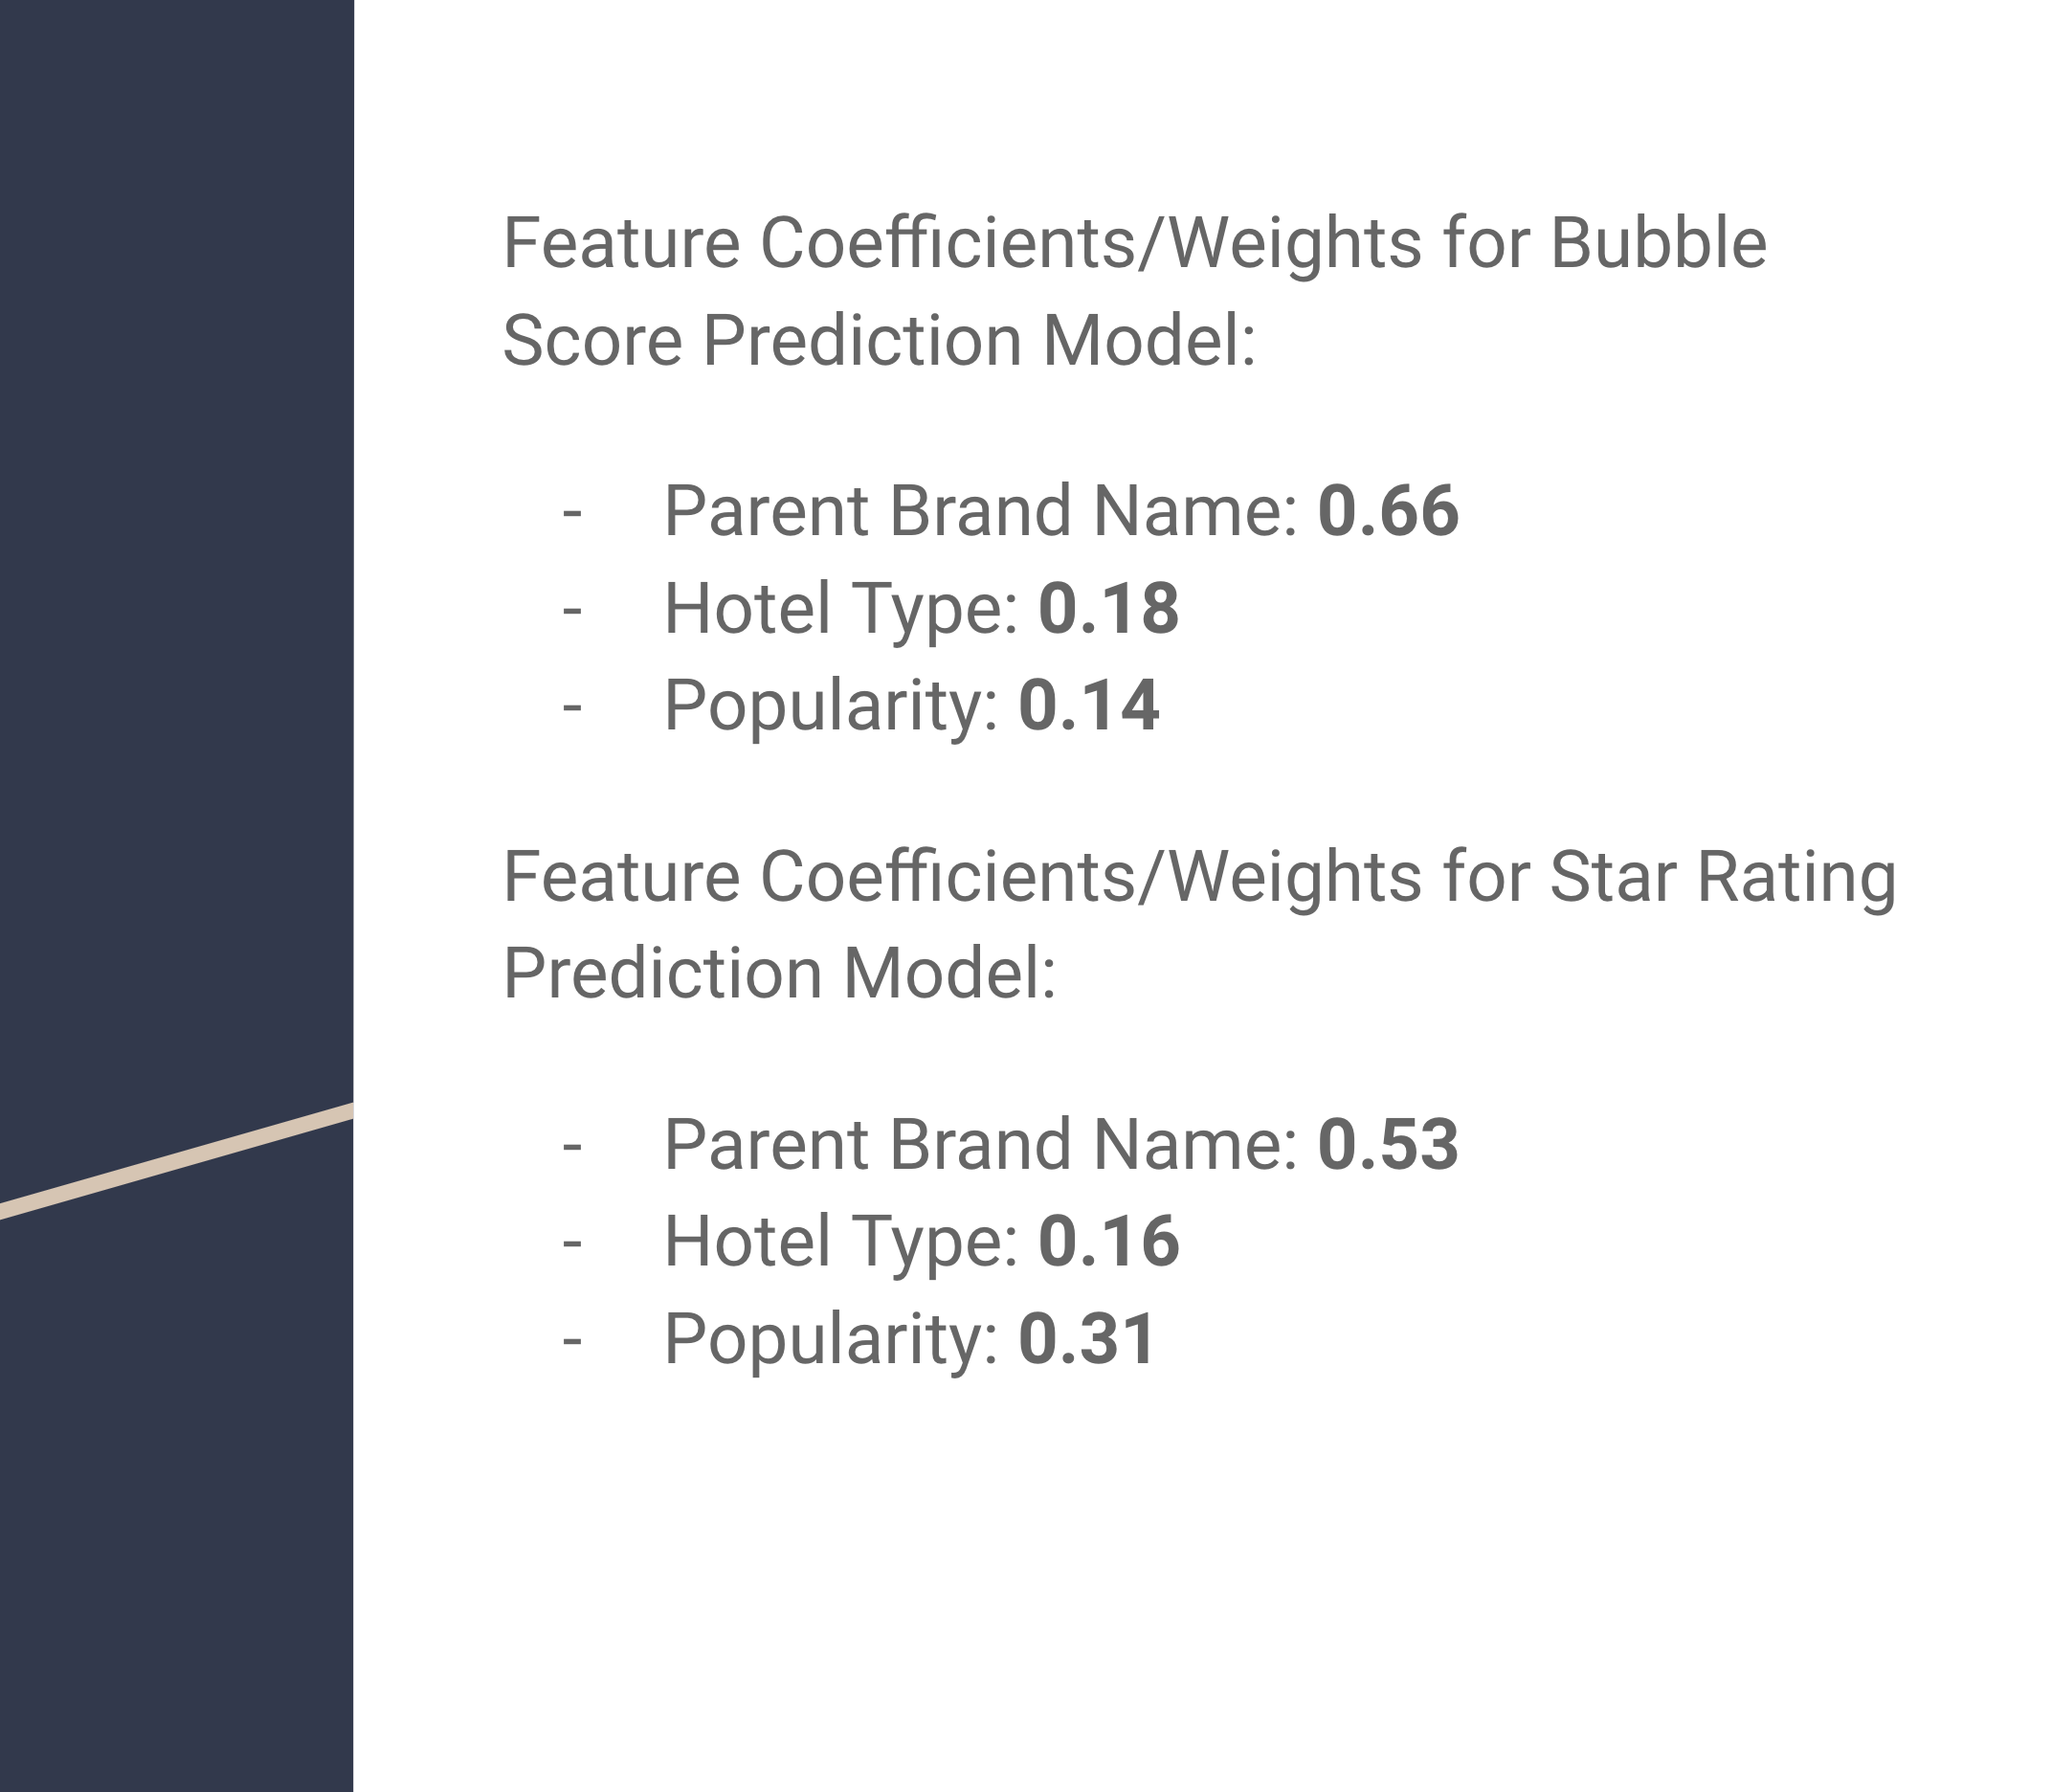 Feature Coefficients/Weights for Bubble
Score Prediction Model:
- Parent Brand Name: 0.66
- Hotel Type: 0.18
- Popularity: 0.14
Feature Coefficients/Weights for Star Rating
Prediction Model:
- Parent Brand Name: 0.53
- Hotel Type: 0.16
- Popularity: 0.31